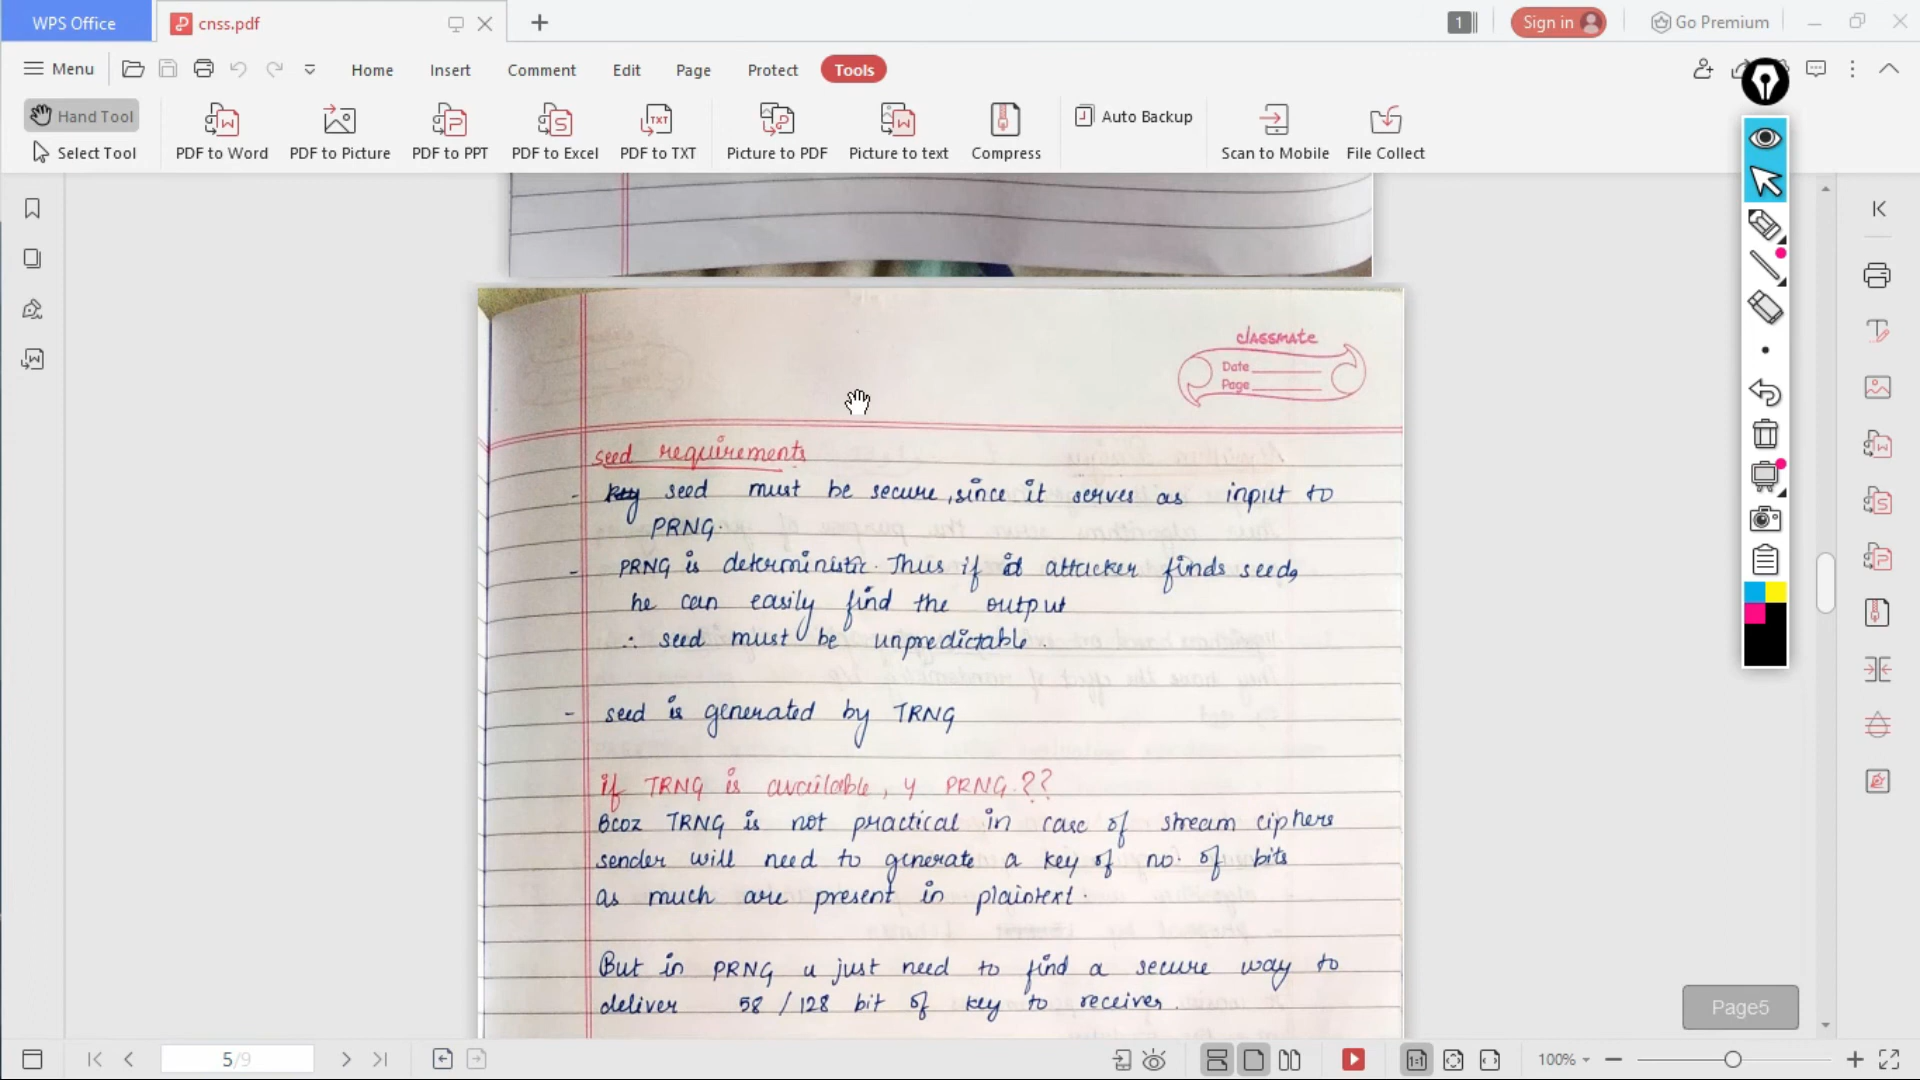 WPS Office
cnss.pdf
1
Sign in
Go Premium
Menu
Home
Insert
Comment
Edit
Page
Protect
Tools
Hand Tool
Select Tool
PDF to Word
PDF to Picture
PDF to PPT
PDF to Excel
TXT
PDF to TXT
Picture to PDF
Picture to text
Compress
Auto Backup
Scan to Mobile
File Collect
classmate
Date
Page
seed requirements
- key seed must be secure, since it serves as input to
PRNG.
- PRNG is deterministic. Thus if attacker finds seed,
he can easily find the output
∴ seed must be unpredictable.
- seed is generated by TRNG
if TRNG is available, y PRNG.??
Bcoz TRNG is not practical in case of stream ciphers
sender will need to generate a key of no. of bits
as much are present in plaintext.
But in PRNG u just need to find a secure way to
deliver 58 / 128 bit of key to receiver.
Page5
5/9
1:1
100%